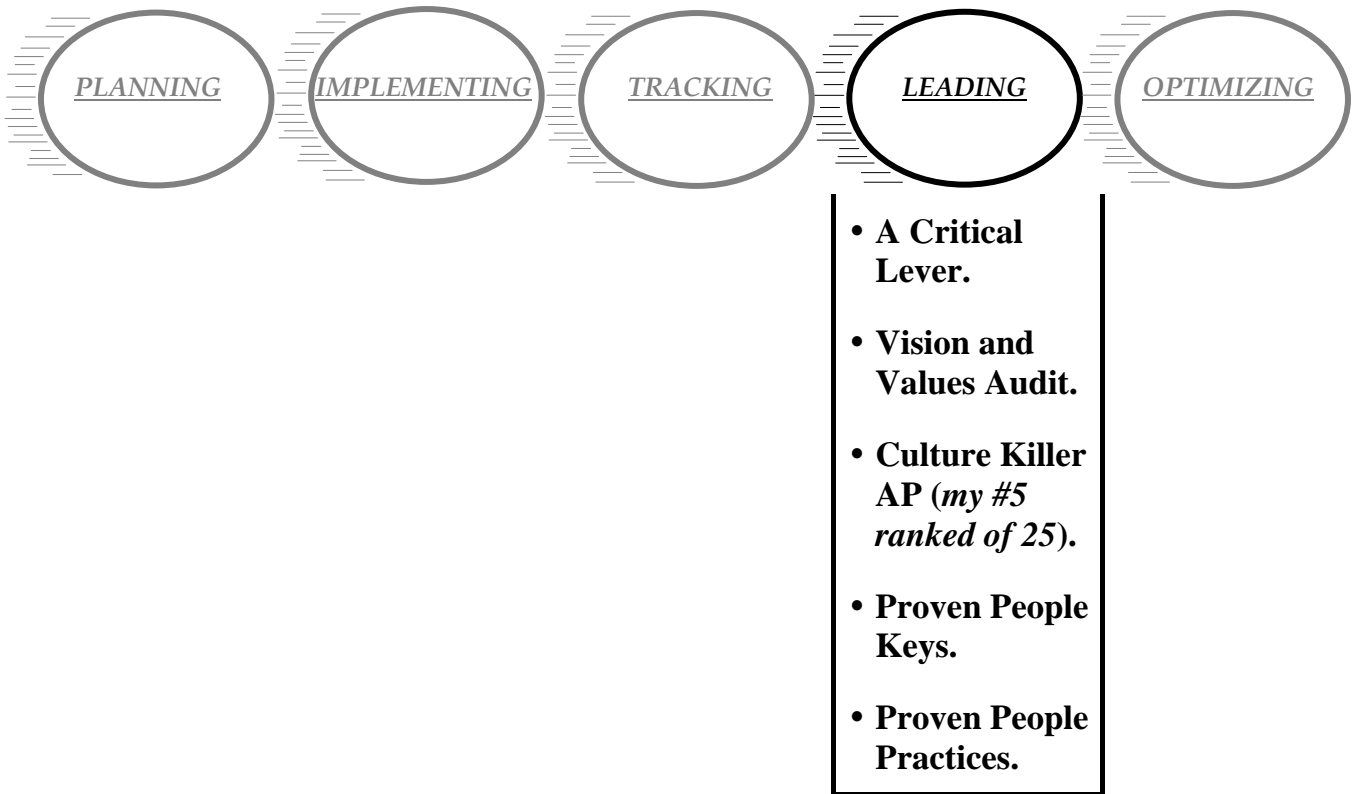 PLANNING IMPLEMENTING TRACKING LEADING OPTIMIZING
• A Critical
Lever.
• Vision and
Values Audit.
• Culture Killer
AP (my #5
ranked of 25).
• Proven People
Keys.
• Proven People
Practices.